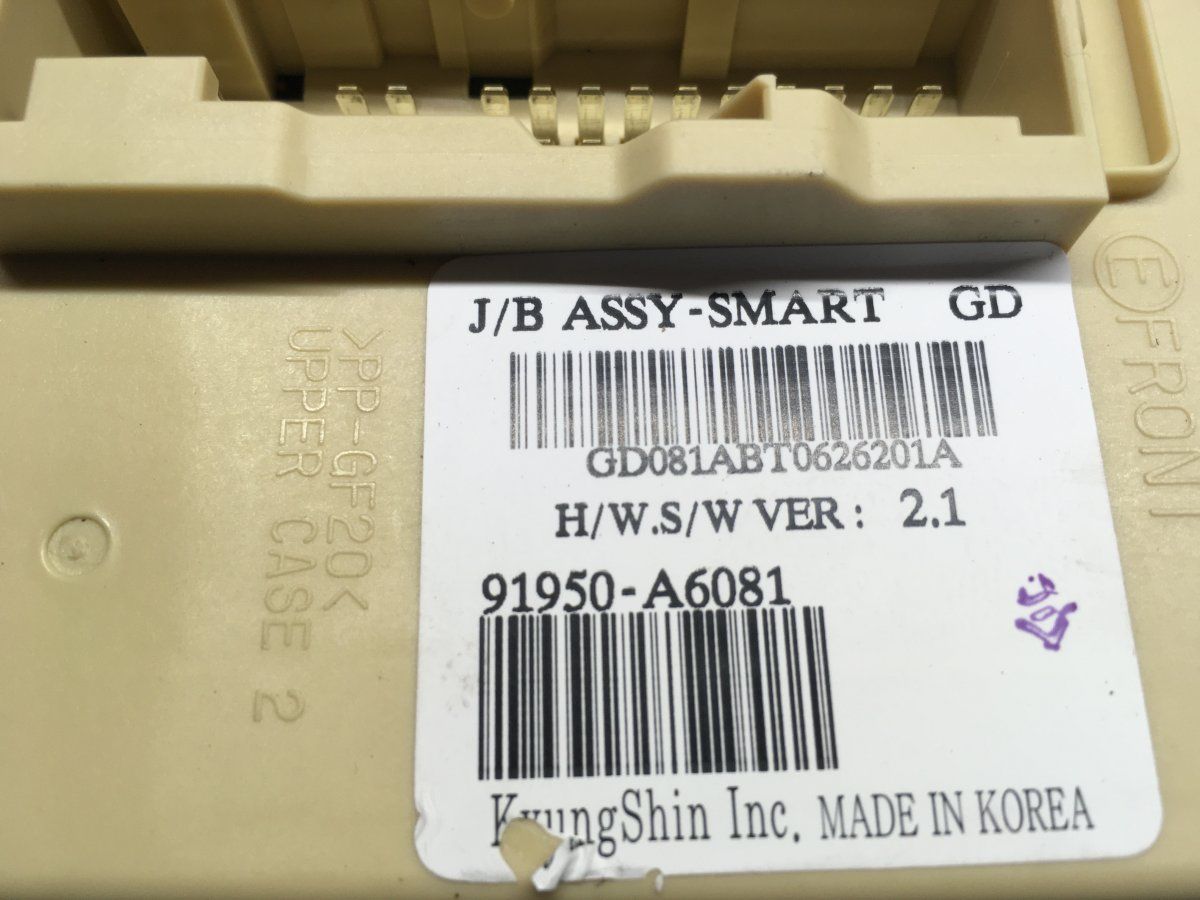 J/B ASSY-SMART GD
GD081ABT0626201A
H/W.S/W VER : 2.1
91950-A6081
KyungShin Inc. MADE IN KOREA
>PP-GF20<
UPPER CASE 2
E FRONT